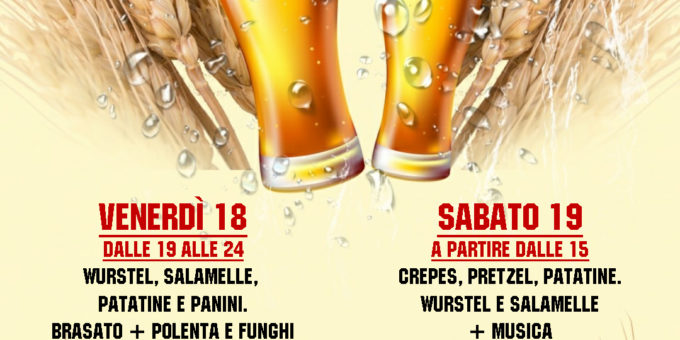 VENERDÌ 18
DALLE 19 ALLE 24
WURSTEL, SALAMELLE,
PATATINE E PANINI.
BRASATO + POLENTA E FUNGHI
SABATO 19
A PARTIRE DALLE 15
CREPES, PRETZEL, PATATINE.
WURSTEL E SALAMELLE
+ MUSICA